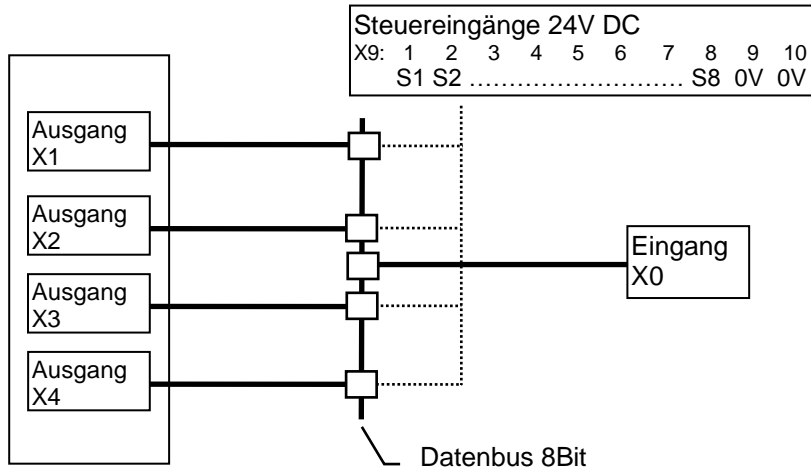 Steuereingänge 24V DC
X9: 1 2 3 4 5 6 7 8 9 10
S1 S2 ........................... S8 0V 0V
Ausgang
X1
Ausgang
X2
Ausgang
X3
Ausgang
X4
Eingang
X0
Datenbus 8Bit